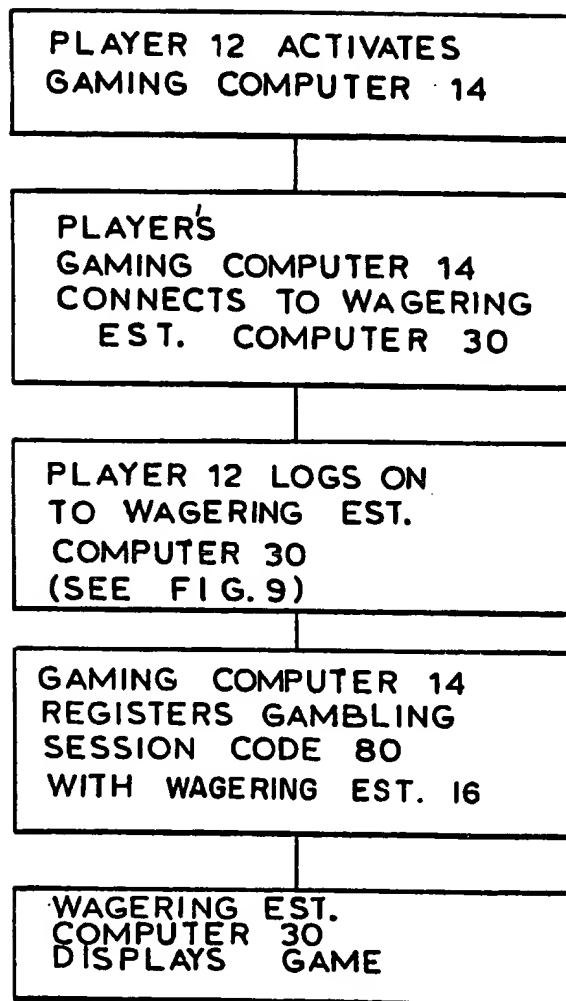 PLAYER 12 ACTIVATES
GAMING COMPUTER 14
PLAYER'S
GAMING COMPUTER 14
CONNECTS TO WAGERING
EST. COMPUTER 30
PLAYER 12 LOGS ON
TO WAGERING EST.
COMPUTER 30
(SEE FIG.9)
GAMING COMPUTER 14
REGISTERS GAMBLING
SESSION CODE 80
WITH WAGERING EST. 16
WAGERING EST.
COMPUTER 30
DISPLAYS GAME